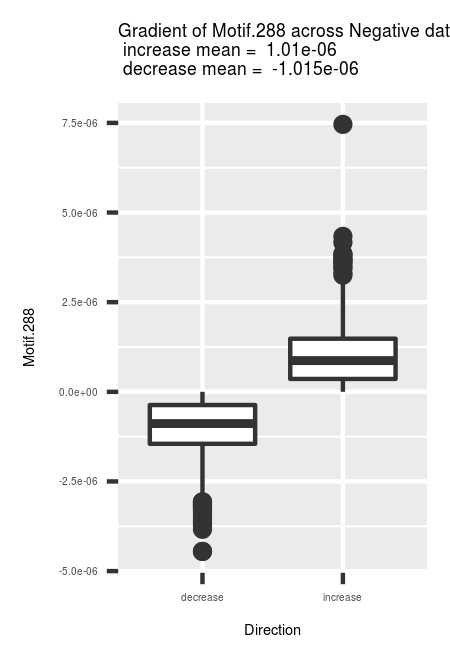 Gradient of Motif.288 across Negative dat
increase mean =  1.01e-06
decrease mean =  -1.015e-06
7.5e-06
5.0e-06
2.5e-06
0.0e+00
-2.5e-06
-5.0e-06
Motif.288
decrease
increase
Direction